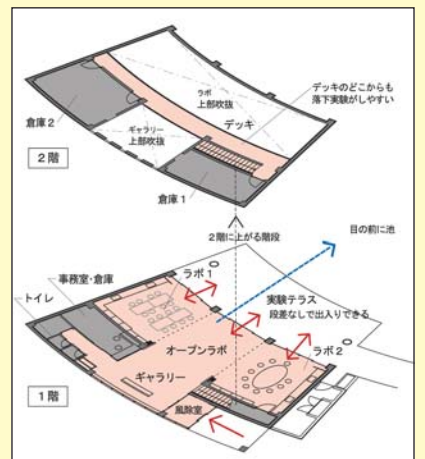 ラボ
上部吹抜
デッキのどこからも
落下実験がしやすい
倉庫2
ギャラリー
上部吹抜
デッキ
2階
倉庫1
2階に上がる階段
目の前に池
事務室・倉庫
ラボ1
トイレ
実験テラス
段差なしで出入りできる
オープンラボ
ラボ2
ギャラリー
1階
風除室